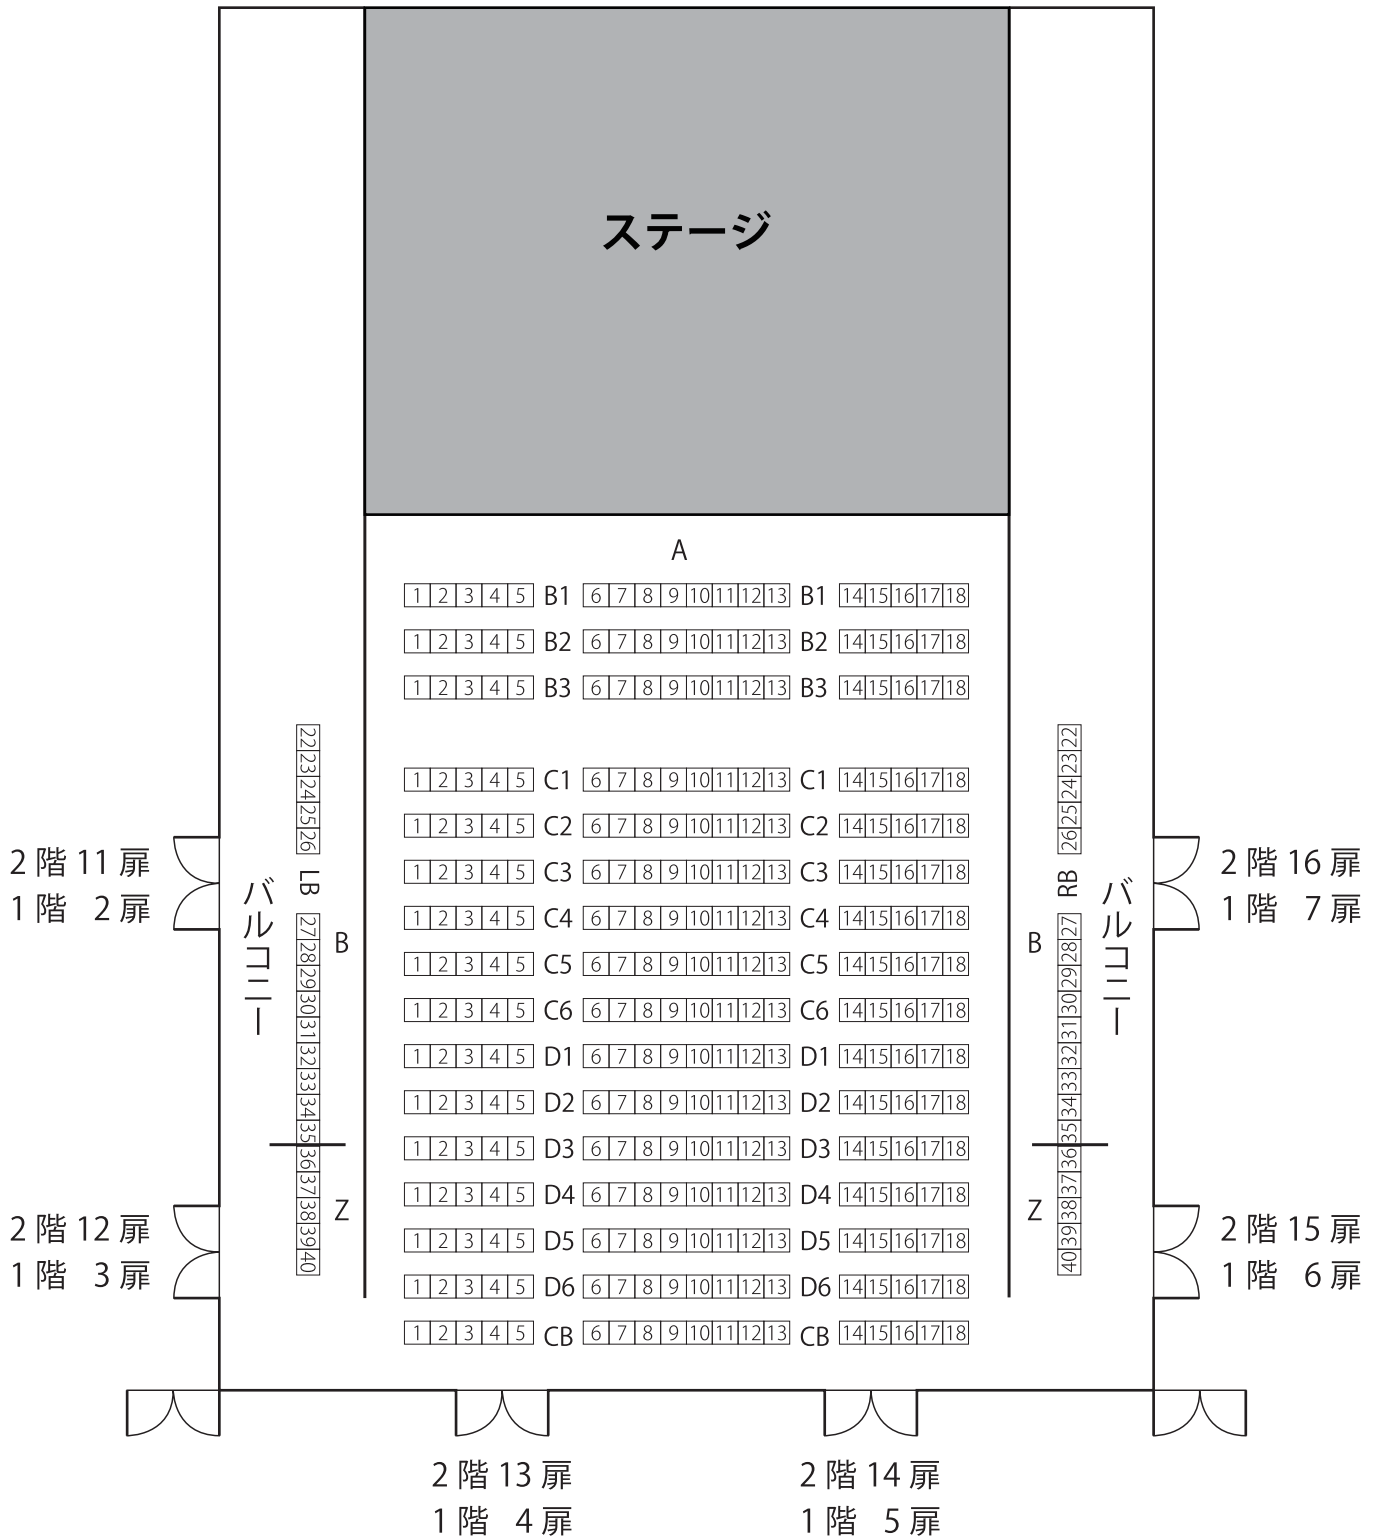 ステージ
A
1 2 3 4 5 B1 6 7 8 9 10 11 12 13 B1 14 15 16 17 18
1 2 3 4 5 B2 6 7 8 9 10 11 12 13 B2 14 15 16 17 18
1 2 3 4 5 B3 6 7 8 9 10 11 12 13 B3 14 15 16 17 18
1 2 3 4 5 C1 6 7 8 9 10 11 12 13 C1 14 15 16 17 18
1 2 3 4 5 C2 6 7 8 9 10 11 12 13 C2 14 15 16 17 18
1 2 3 4 5 C3 6 7 8 9 10 11 12 13 C3 14 15 16 17 18
1 2 3 4 5 C4 6 7 8 9 10 11 12 13 C4 14 15 16 17 18
1 2 3 4 5 C5 6 7 8 9 10 11 12 13 C5 14 15 16 17 18
1 2 3 4 5 C6 6 7 8 9 10 11 12 13 C6 14 15 16 17 18
1 2 3 4 5 D1 6 7 8 9 10 11 12 13 D1 14 15 16 17 18
1 2 3 4 5 D2 6 7 8 9 10 11 12 13 D2 14 15 16 17 18
1 2 3 4 5 D3 6 7 8 9 10 11 12 13 D3 14 15 16 17 18
1 2 3 4 5 D4 6 7 8 9 10 11 12 13 D4 14 15 16 17 18
1 2 3 4 5 D5 6 7 8 9 10 11 12 13 D5 14 15 16 17 18
1 2 3 4 5 D6 6 7 8 9 10 11 12 13 D6 14 15 16 17 18
1 2 3 4 5 CB 6 7 8 9 10 11 12 13 CB 14 15 16 17 18
22 23 24 25 26 LB 27 28 29 30 31 32 33 34 35 36 37 38 39 40
B
Z
バルコニー
22 23 24 25 26 RB 27 28 29 30 31 32 33 34 35 36 37 38 39 40
B
Z
バルコニー
2 階 11 扉
1 階 2 扉
2 階 12 扉
1 階 3 扉
2 階 16 扉
1 階 7 扉
2 階 15 扉
1 階 6 扉
2 階 13 扉
1 階 4 扉
2 階 14 扉
1 階 5 扉